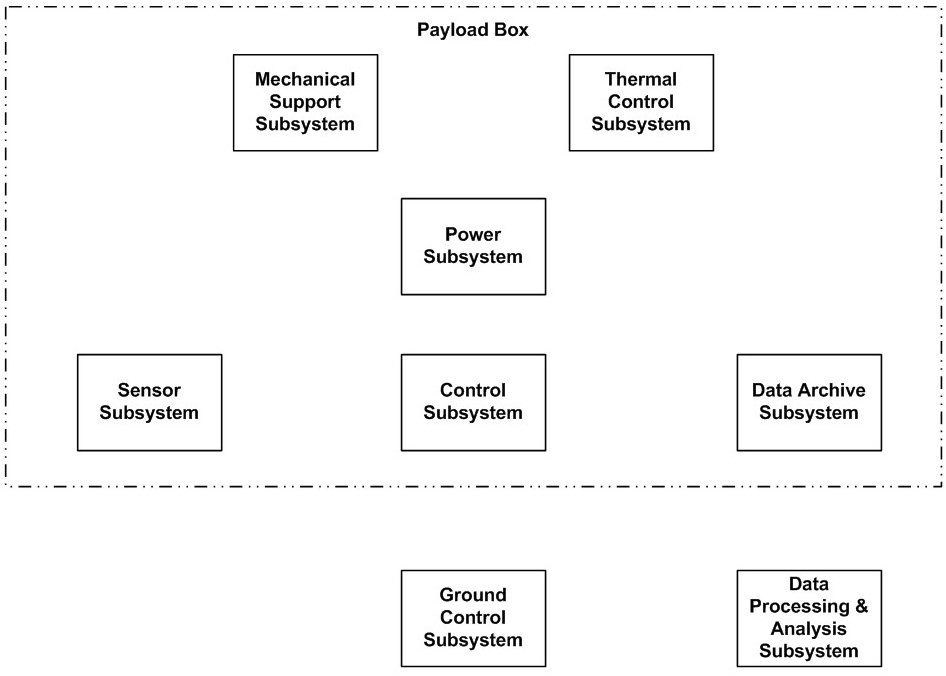 Payload Box
Mechanical
Support
Subsystem
Thermal
Control
Subsystem
Power
Subsystem
Sensor
Subsystem
Control
Subsystem
Data Archive
Subsystem
Ground
Control
Subsystem
Data
Processing &
Analysis
Subsystem